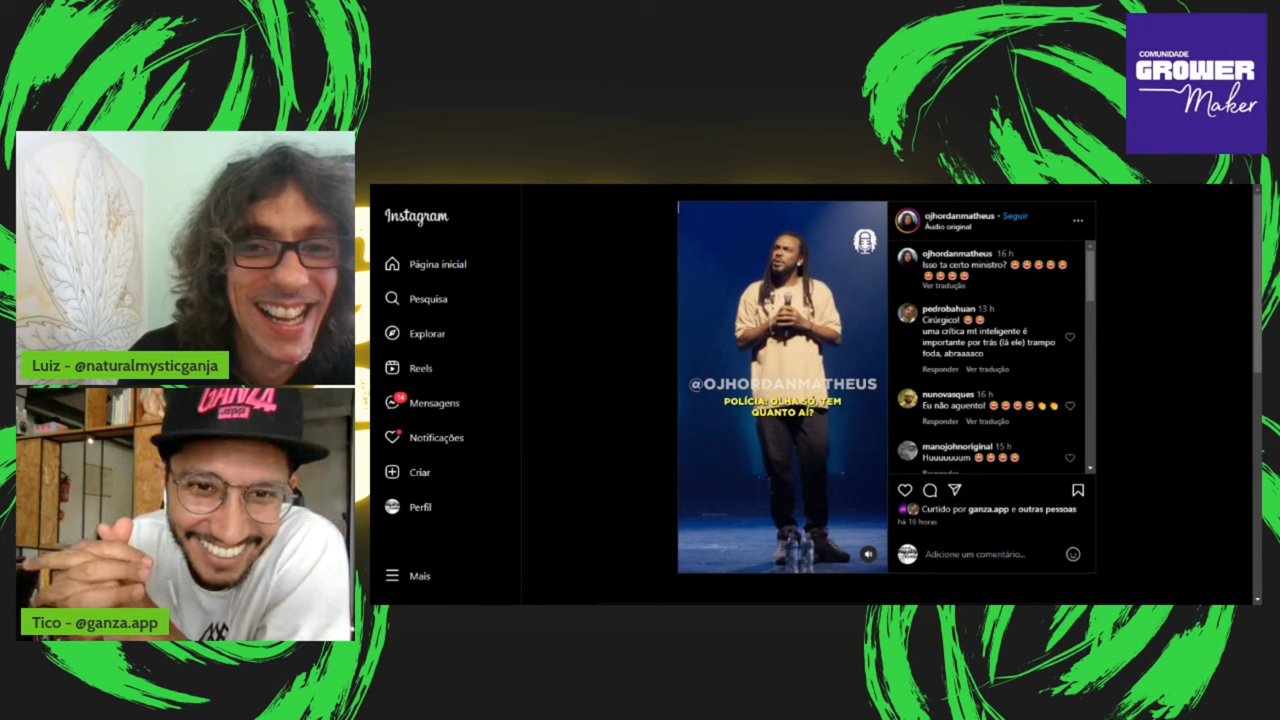 COMUNIDADE
GROWER
Maker
Luiz - @naturalmysticganja
GANZA
.app
Tico - @ganza.app
Instagram
Página inicial
Pesquisa
Explorar
Reels
14
Mensagens
Notificações
Criar
Perfil
Mais
@OJHORDANMATHEUS
POLÍCIA: OLHA SÓ, TEM
QUANTO AÍ?
ojhordanmatheus • Seguir
Áudio original
ojhordanmatheus 16 h
Isso ta certo ministro?
Ver tradução
pedrobahuan 13 h
Cirúrgico!
uma crítica mt inteligente é
importante por trás (lá ele) trampo
foda, abraaaaco
Responder Ver tradução
nunovasques 16 h
Eu não aguento!
Responder Ver tradução
manojohnoriginal 15 h
Huuuuuuum
Responder
Curtido por ganza.app e outras pessoas
há 16 horas
Adicione um comentário...